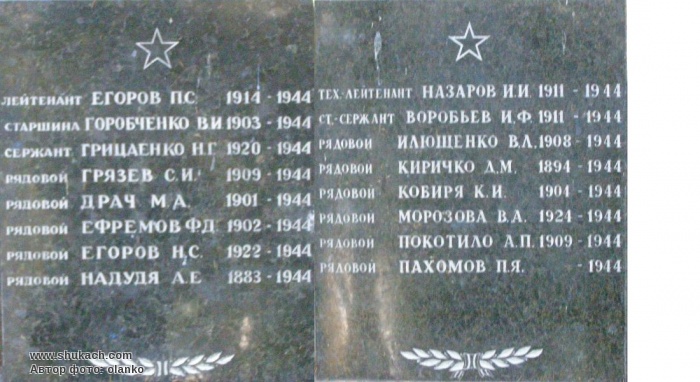 ЛЕЙТЕНАНТ ЕГОРОВ П.С. 1914 - 1944
СТАРШИНА ГОРОБЧЕНКО В.И 1903 - 1944
СЕРЖАНТ ГРИЦАЕНКО Н.Г 1920 - 1944
РЯДОВОЙ ГРЯЗЕВ С.И. 1909 - 1944
РЯДОВОЙ ДРАЧ М.А. 1901 - 1944
РЯДОВОЙ ЕФРЕМОВ Ф.Д 1902 - 1944
РЯДОВОЙ ЕГОРОВ Н.С. 1922 - 1944
РЯДОВОЙ НАДУДЯ А.Е 1883 - 1944
ТЕХ.-ЛЕЙТЕНАНТ НАЗАРОВ И.И. 1911 - 1944
СТ.-СЕРЖАНТ ВОРОБЬЕВ И.Ф. 1911 - 1944
РЯДОВОЙ ИЛЮЩЕНКО В.Л. 1908 - 1944
РЯДОВОЙ КИРИЧКО Д.М. 1894 - 1944
РЯДОВОЙ КОБИРЯ К.И. 1904 - 1944
РЯДОВОЙ МОРОЗОВА В.А. 1924 - 1944
РЯДОВОЙ ПОКОТИЛО А.П. 1909 - 1944
РЯДОВОЙ ПАХОМОВ П.Я. - 1944
www.shukach.com
Автор фото: olanko